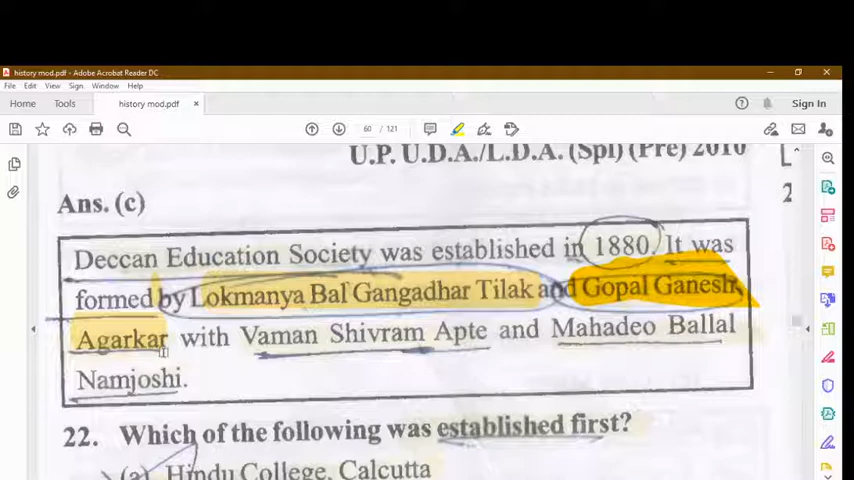 history mod.pdf - Adobe Acrobat Reader DC
File Edit View Sign Window Help
Home Tools history mod.pdf × Sign In
60 / 121
U.P. U.D.A./L.D.A. (Spl) (Pre) 2010
L
2
Ans. (c)
Deccan Education Society was established in 1880 It was
formed by Lokmanya Bal Gangadhar Tilak and Gopal Ganesh
Agarkar with Vaman Shivram Apte and Mahadeo Ballal
Namjoshi.
22. Which of the following was established first?
(a) Hindu College, Calcutta